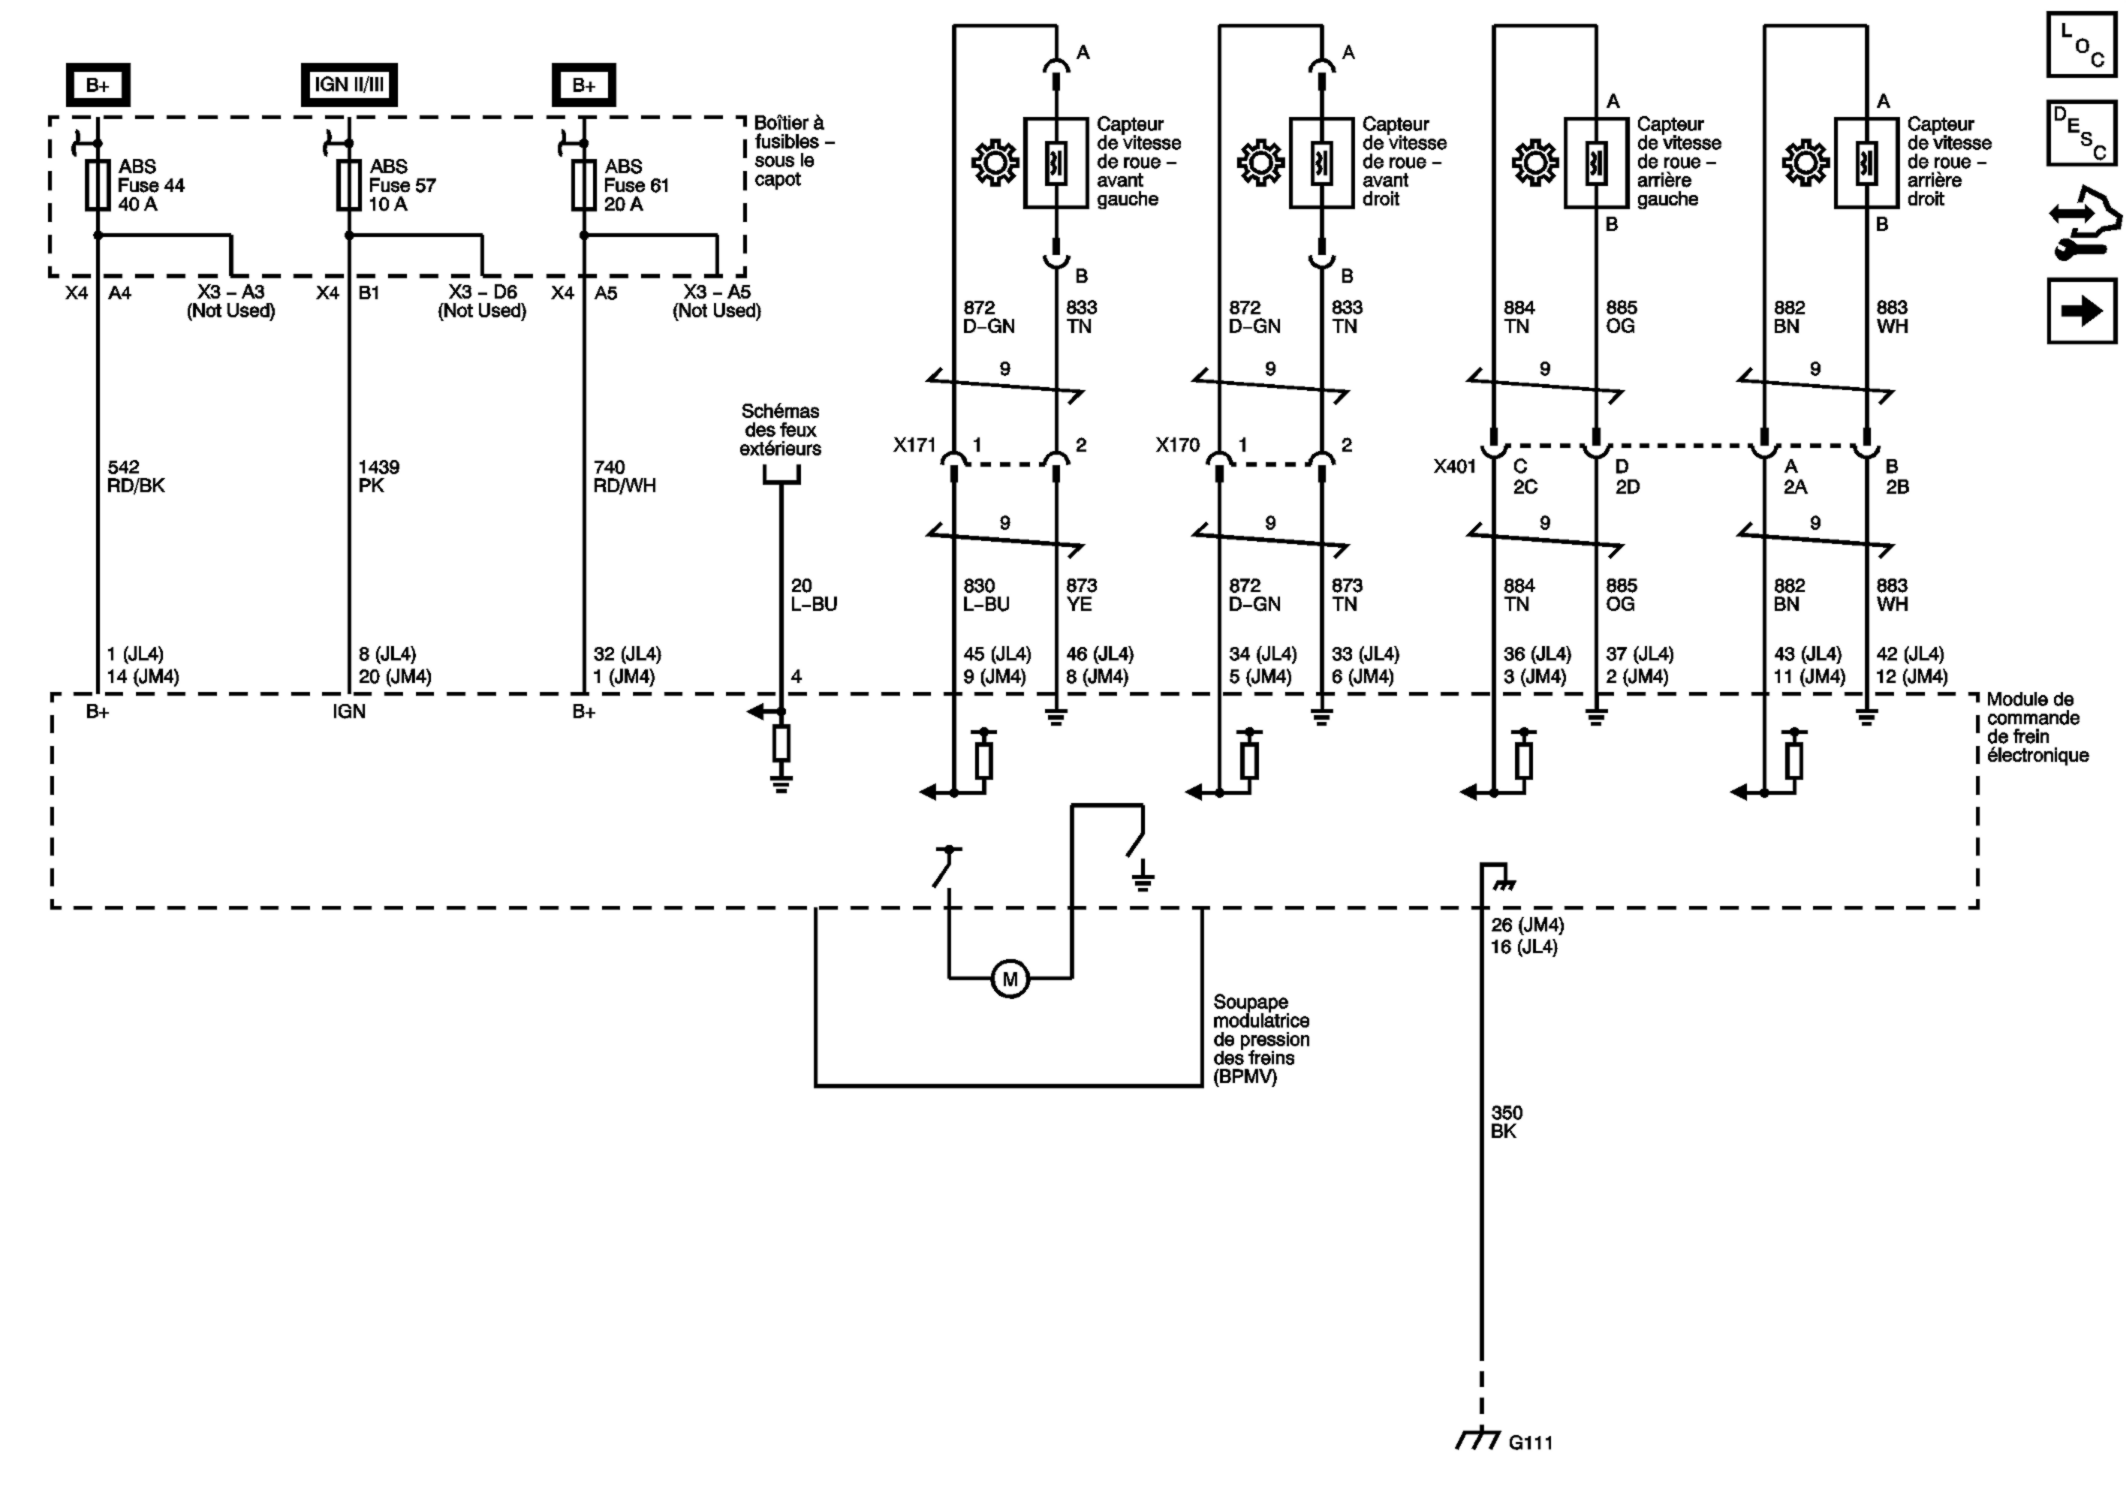 B+
IGN II/III
B+
Boîtier à
fusibles –
sous le
capot
ABS
Fuse 44
40 A
ABS
Fuse 57
10 A
ABS
Fuse 61
20 A
X4
A4
X3 – A3
(Not Used)
X4
B1
X3 – D6
(Not Used)
X4
A5
X3 – A5
(Not Used)
A
Capteur
de vitesse
de roue –
avant
gauche
B
A
Capteur
de vitesse
de roue –
avant
droit
B
A
Capteur
de vitesse
de roue –
arrière
gauche
B
A
Capteur
de vitesse
de roue –
arrière
droit
B
LOC
DESC
872
D–GN
833
TN
872
D–GN
833
TN
884
TN
885
OG
882
BN
883
WH
9
9
9
9
Schémas
des feux
extérieurs
X171
1
2
X170
1
2
X401
C
2C
D
2D
A
2A
B
2B
542
RD/BK
1439
PK
740
RD/WH
9
9
9
9
20
L–BU
830
L–BU
873
YE
872
D–GN
873
TN
884
TN
885
OG
882
BN
883
WH
1 (JL4)
14 (JM4)
8 (JL4)
20 (JM4)
32 (JL4)
1 (JM4)
4
45 (JL4)
9 (JM4)
46 (JL4)
8 (JM4)
34 (JL4)
5 (JM4)
33 (JL4)
6 (JM4)
36 (JL4)
3 (JM4)
37 (JL4)
2 (JM4)
43 (JL4)
11 (JM4)
42 (JL4)
12 (JM4)
B+
IGN
B+
Module de
commande
de frein
électronique
M
26 (JM4)
16 (JL4)
Soupape
modulatrice
de pression
des freins
(BPMV)
350
BK
G111